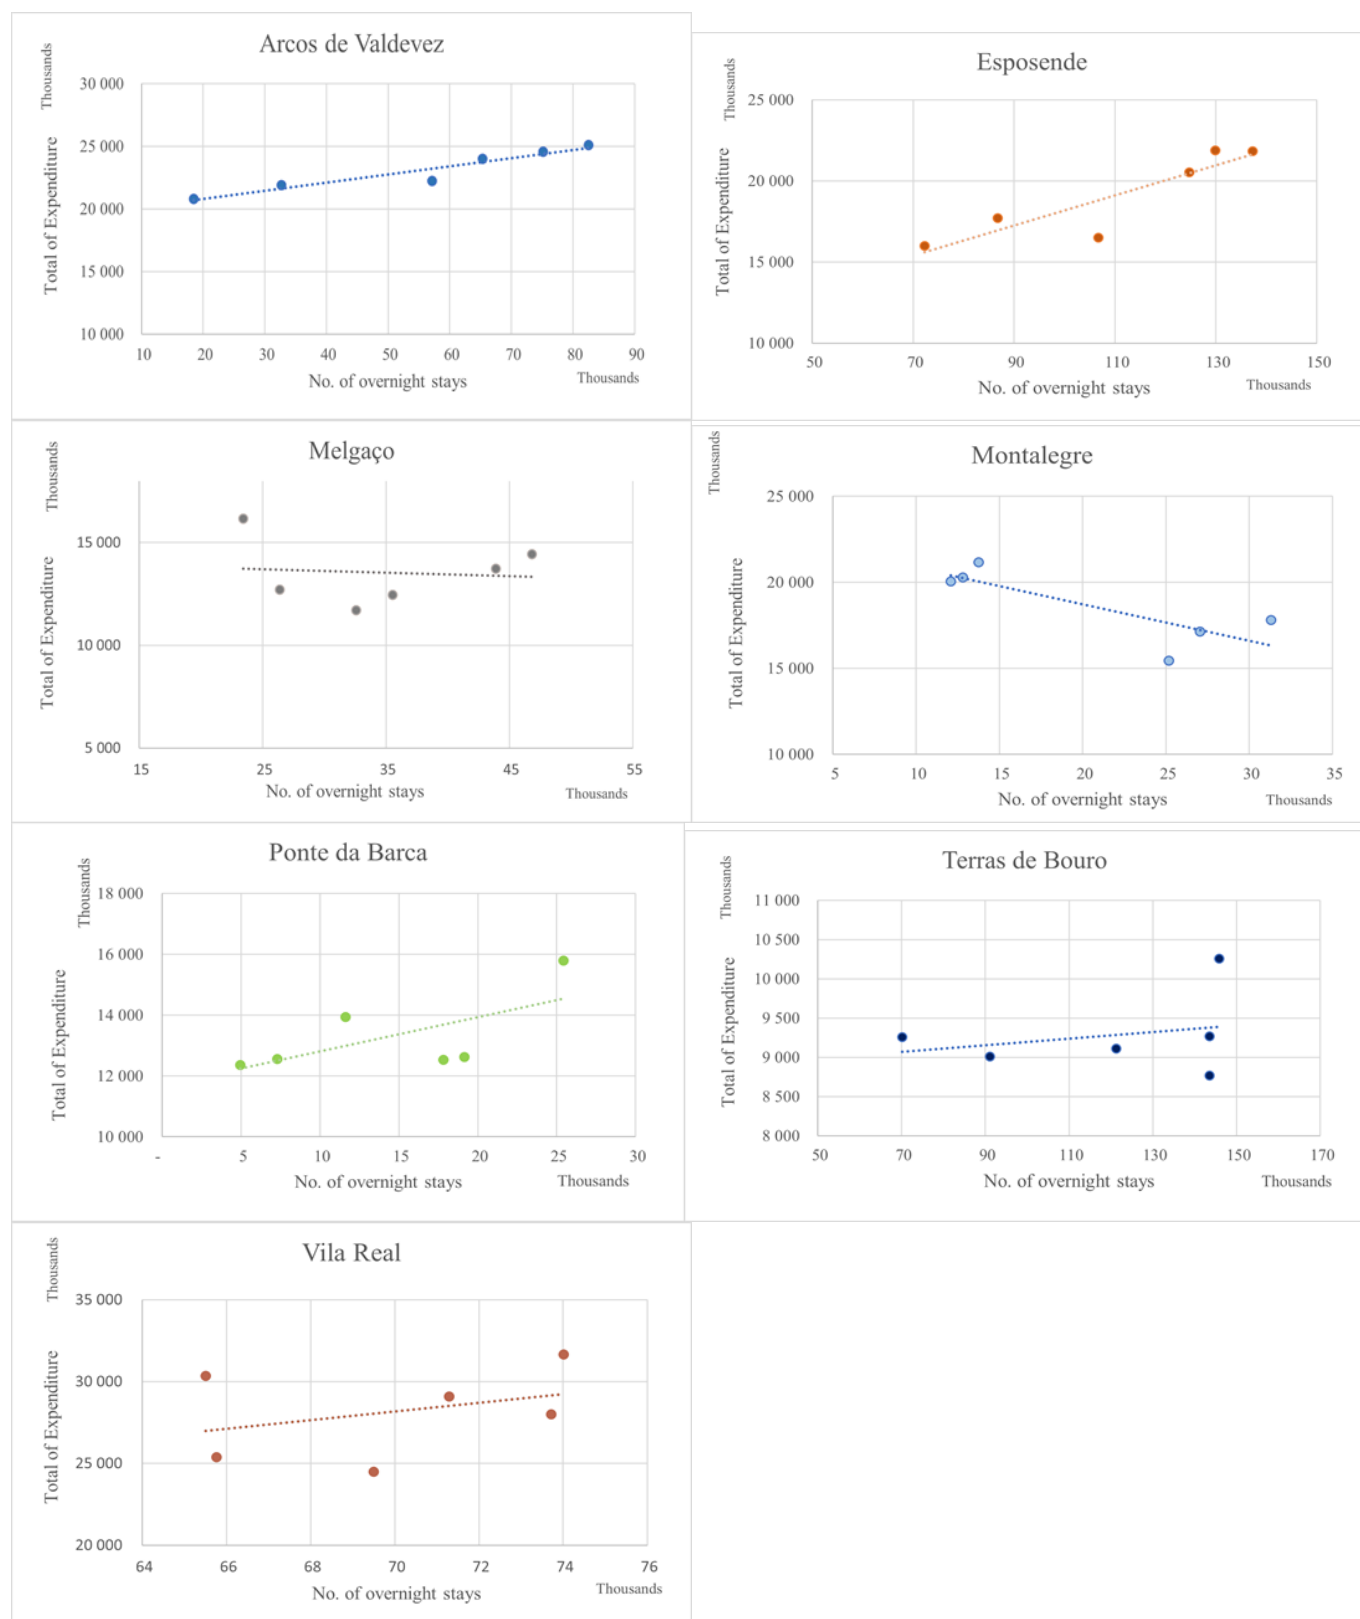 Arcos de Valdevez
Thousands
Total of Expenditure
30 000
25 000
20 000
15 000
10 000
10 20 30 40 50 60 70 80 90
No. of overnight stays
Thousands
Esposende
Thousands
Total of Expenditure
25 000
20 000
15 000
10 000
50 70 90 110 130 150
No. of overnight stays
Thousands
Melgaço
Thousands
Total of Expenditure
15 000
10 000
5 000
15 25 35 45 55
No. of overnight stays
Thousands
Montalegre
Thousands
Total of Expenditure
25 000
20 000
15 000
10 000
5 10 15 20 25 30 35
No. of overnight stays
Thousands
Ponte da Barca
Thousands
Total of Expenditure
18 000
16 000
14 000
12 000
10 000
- 5 10 15 20 25 30
No. of overnight stays
Thousands
Terras de Bouro
Thousands
Total of Expenditure
11 000
10 500
10 000
9 500
9 000
8 500
8 000
50 70 90 110 130 150 170
No. of overnight stays
Thousands
Vila Real
Thousands
Total of Expenditure
35 000
30 000
25 000
20 000
64 66 68 70 72 74 76
No. of overnight stays
Thousands